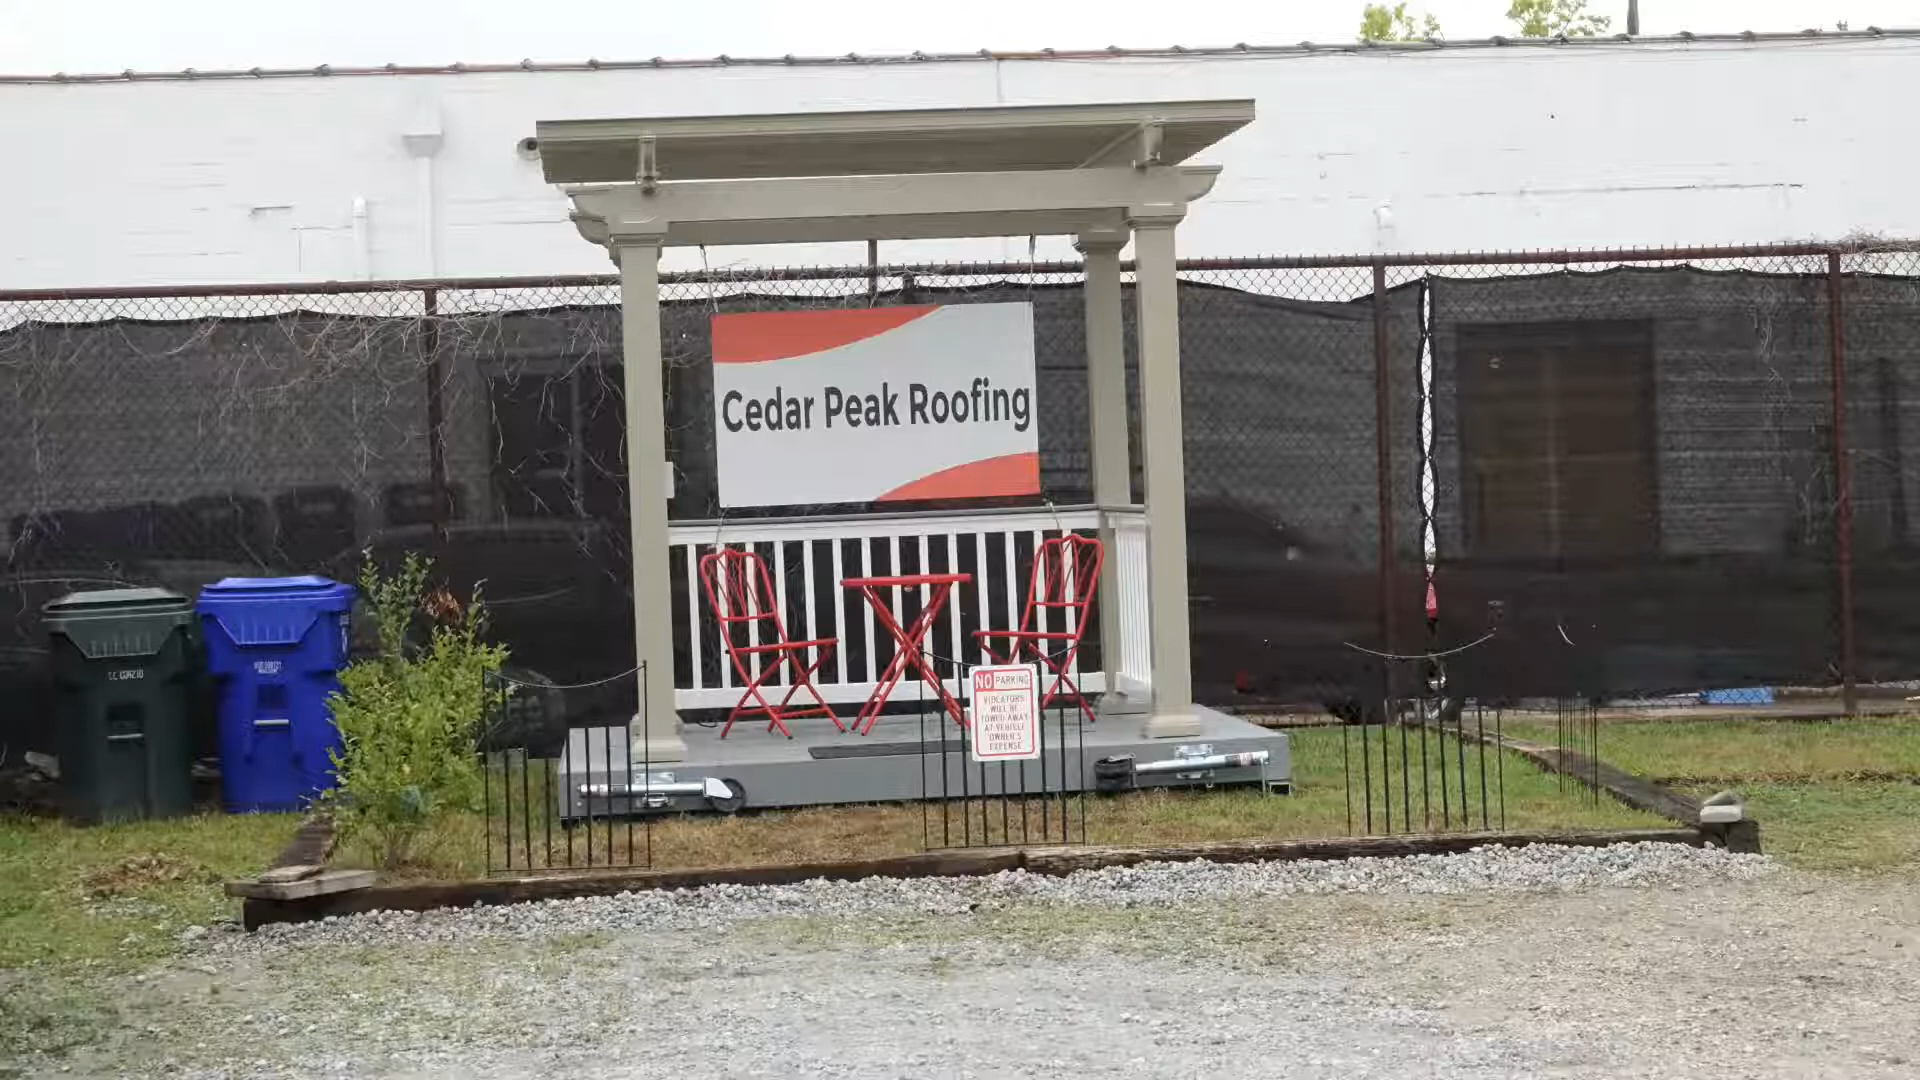 Cedar Peak Roofing
NO PARKING
VIOLATORS
WILL BE
TOWED AWAY
AT VEHICLE
OWNER'S
EXPENSE